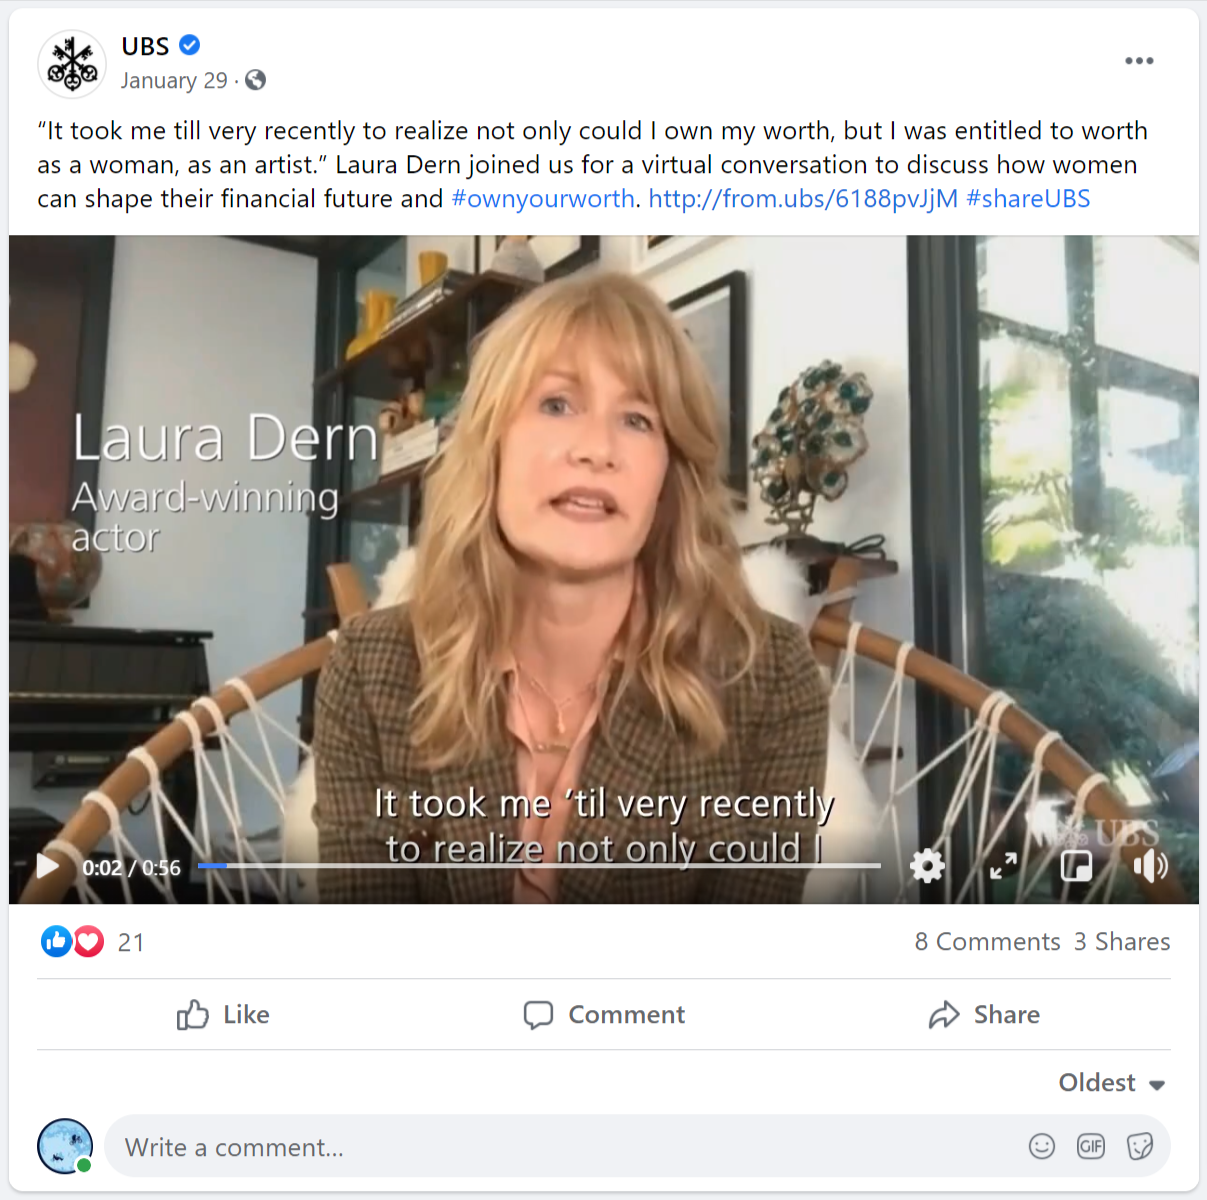 UBS
January 29 ·
“It took me till very recently to realize not only could I own my worth, but I was entitled to worth
as a woman, as an artist.” Laura Dern joined us for a virtual conversation to discuss how women
can shape their financial future and #ownyourworth. http://from.ubs/6188pvJjM #shareUBS
Laura Dern
Award-winning
actor
It took me ’til very recently
to realize not only could I
UBS
0:02 / 0:56
21
8 Comments 3 Shares
Like
Comment
Share
Oldest
Write a comment...
GIF